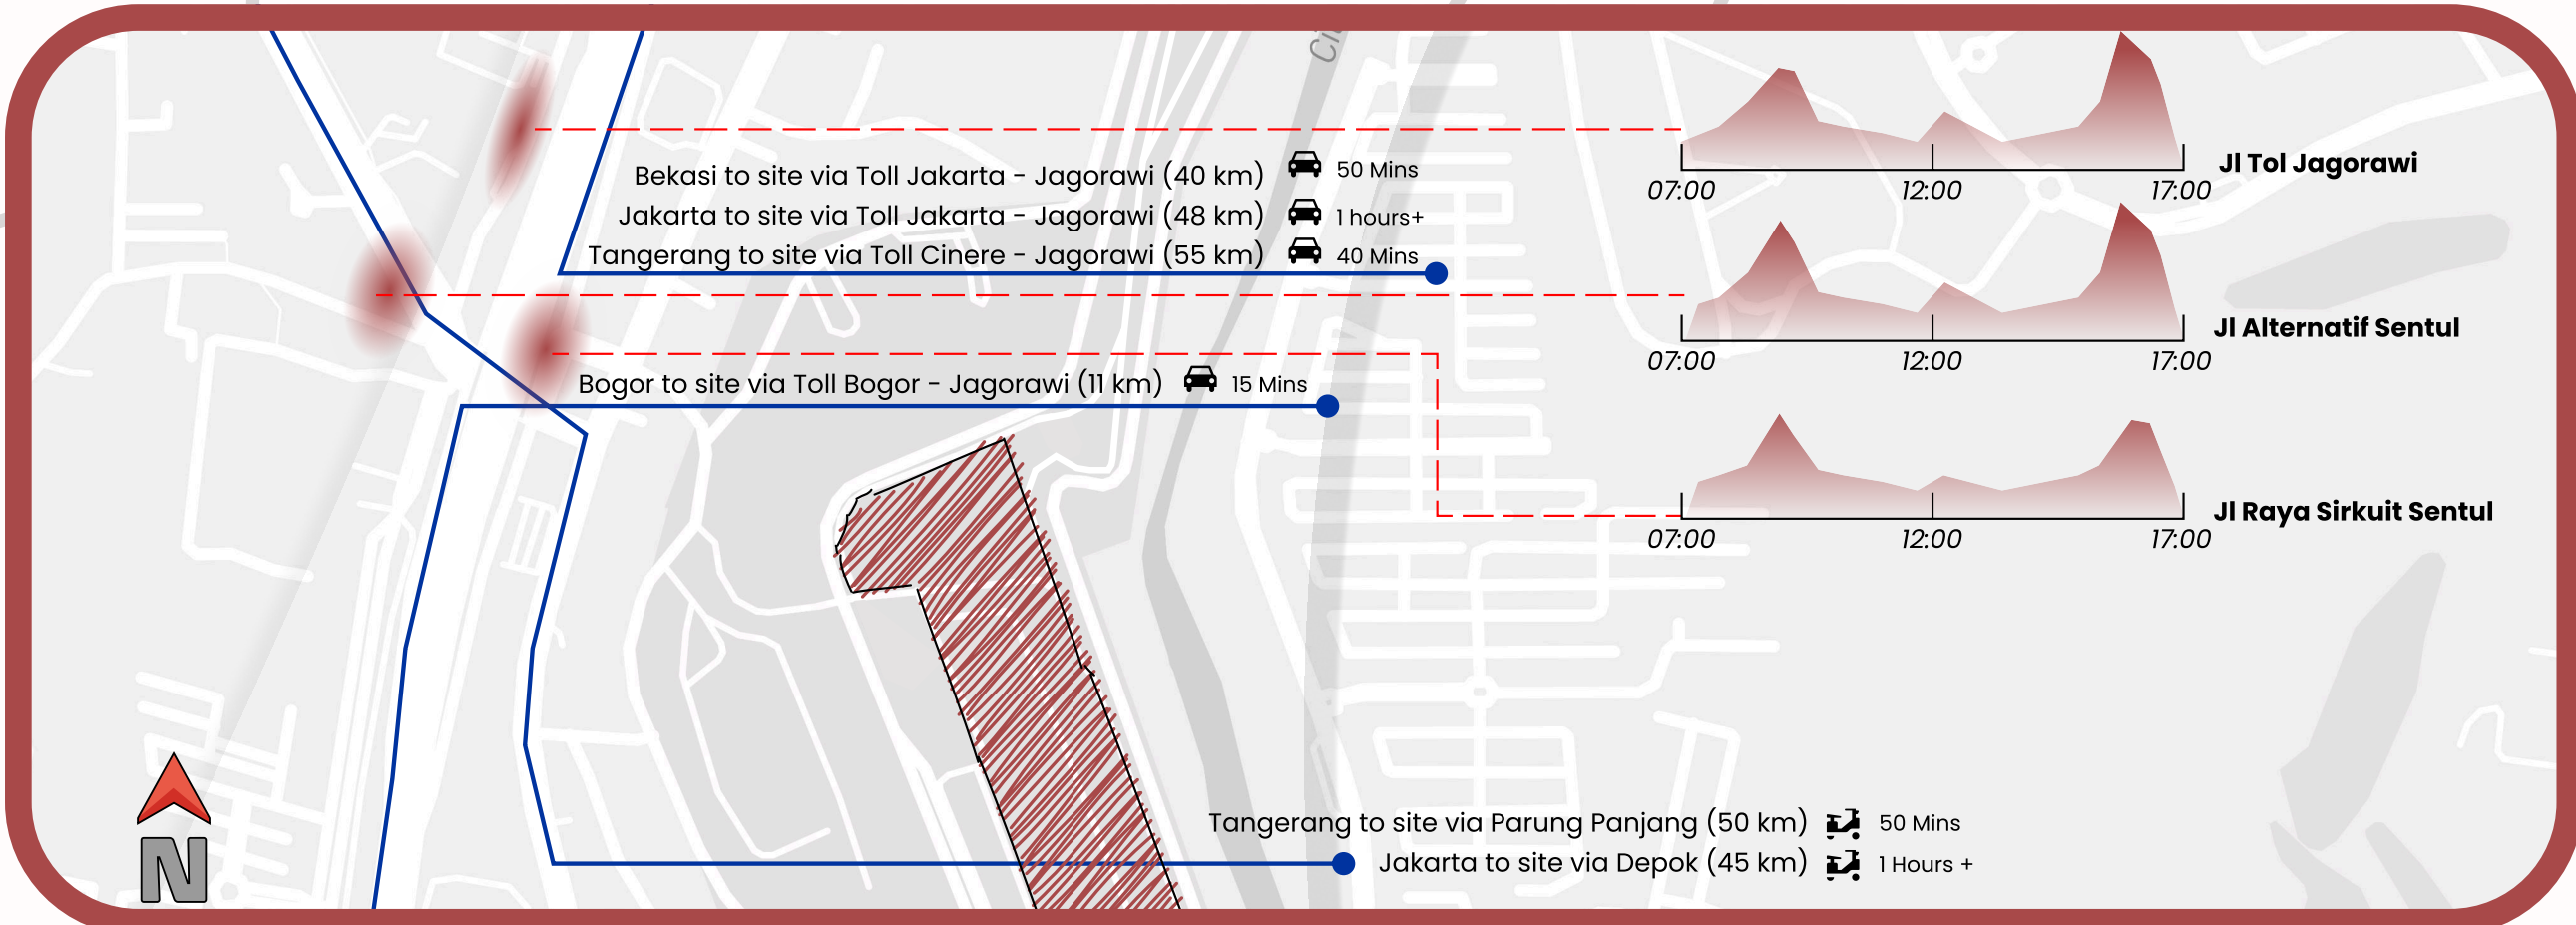 Ci
Bekasi to site via Toll Jakarta - Jagorawi (40 km) 50 Mins
Jakarta to site via Toll Jakarta - Jagorawi (48 km) 1 hours+
Tangerang to site via Toll Cinere - Jagorawi (55 km) 40 Mins
Bogor to site via Toll Bogor - Jagorawi (11 km) 15 Mins
07:00 12:00 17:00
Jl Tol Jagorawi
07:00 12:00 17:00
Jl Alternatif Sentul
07:00 12:00 17:00
Jl Raya Sirkuit Sentul
Tangerang to site via Parung Panjang (50 km) 50 Mins
Jakarta to site via Depok (45 km) 1 Hours +
N